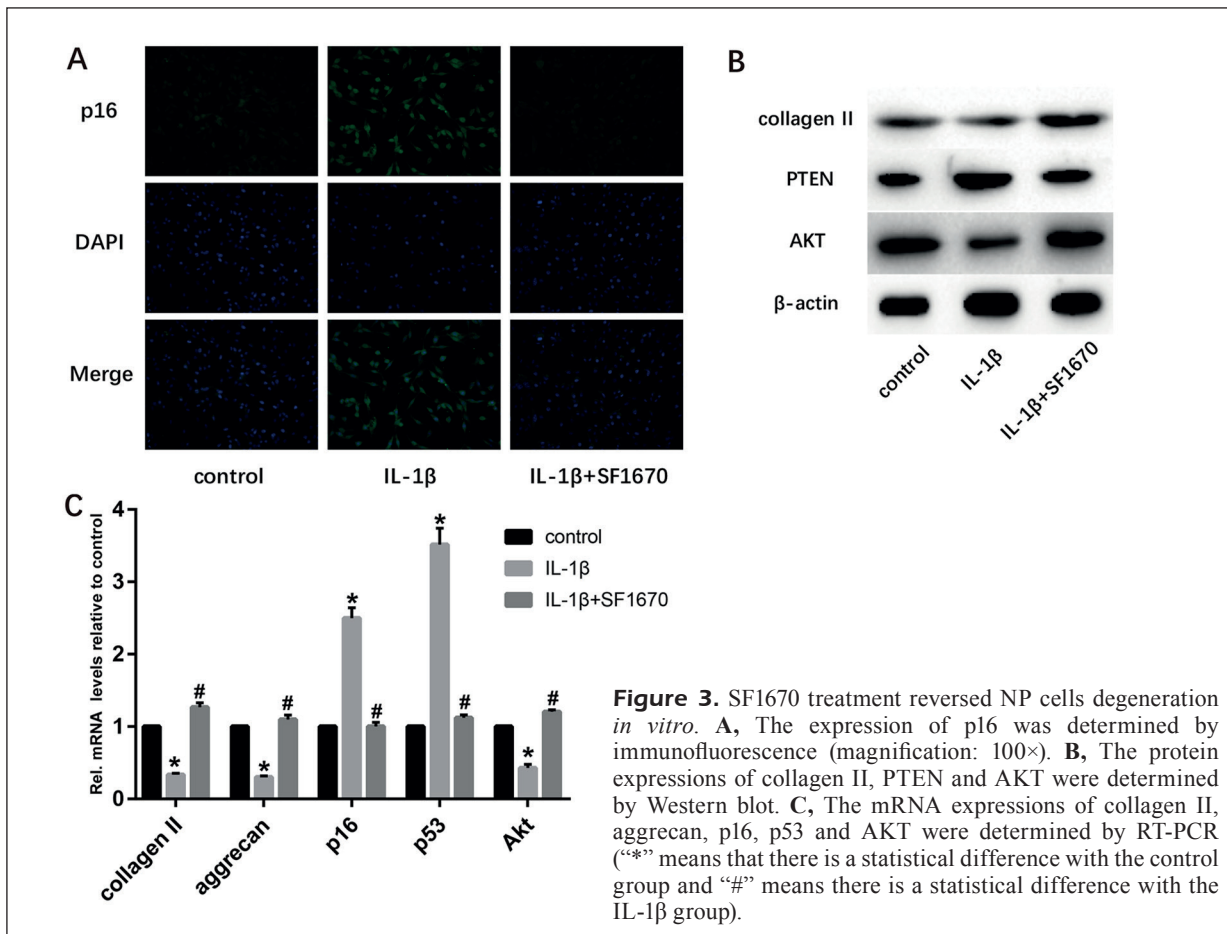 A
p16
DAPI
Merge
control
IL-1β
IL-1β+SF1670
B
collagen II
PTEN
AKT
β-actin
control
IL-1β
IL-1β+SF1670
C
Rel. mRNA levels relative to control
4
3
2
1
0
control
IL-1β
IL-1β+SF1670
*
#
*
#
*
#
*
#
*
#
collagen II
aggrecan
p16
p53
Akt
Figure 3. SF1670 treatment reversed NP cells degeneration
in vitro. A, The expression of p16 was determined by
immunofluorescence (magnification: 100×). B, The protein
expressions of collagen II, PTEN and AKT were determined
by Western blot. C, The mRNA expressions of collagen II,
aggrecan, p16, p53 and AKT were determined by RT-PCR
(“*” means that there is a statistical difference with the control
group and “#” means there is a statistical difference with the
IL-1β group).